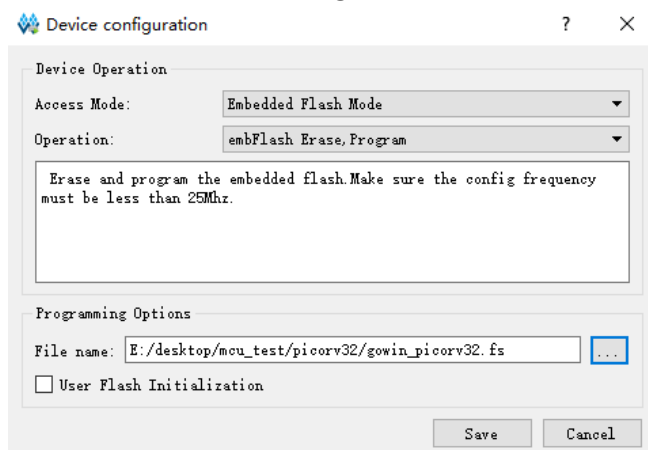 Device configuration
?
Device Operation
Access Mode:
Embedded Flash Mode
Operation:
embFlash Erase,Program
Erase and program the embedded flash.Make sure the config frequency
must be less than 25Mhz.
Programming Options
File name: E:/desktop/mcu_test/picorv32/gowin_picorv32.fs ...
User Flash Initialization
Save Cancel